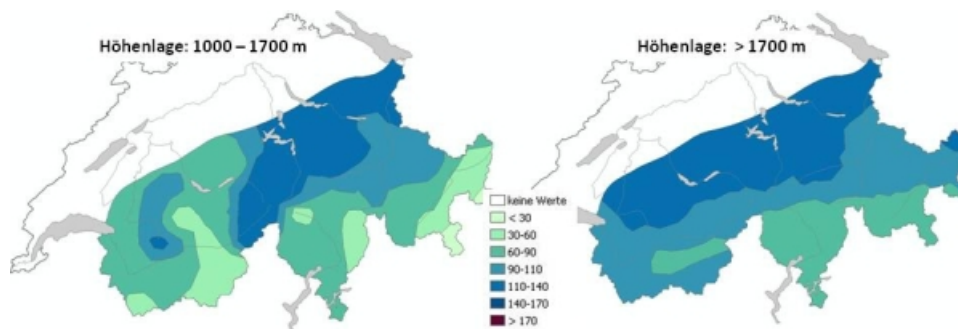 Höhenlage: 1000 – 1700 m
Höhenlage: > 1700 m
keine Werte
< 30
30-60
60-90
90-110
110-140
140-170
> 170